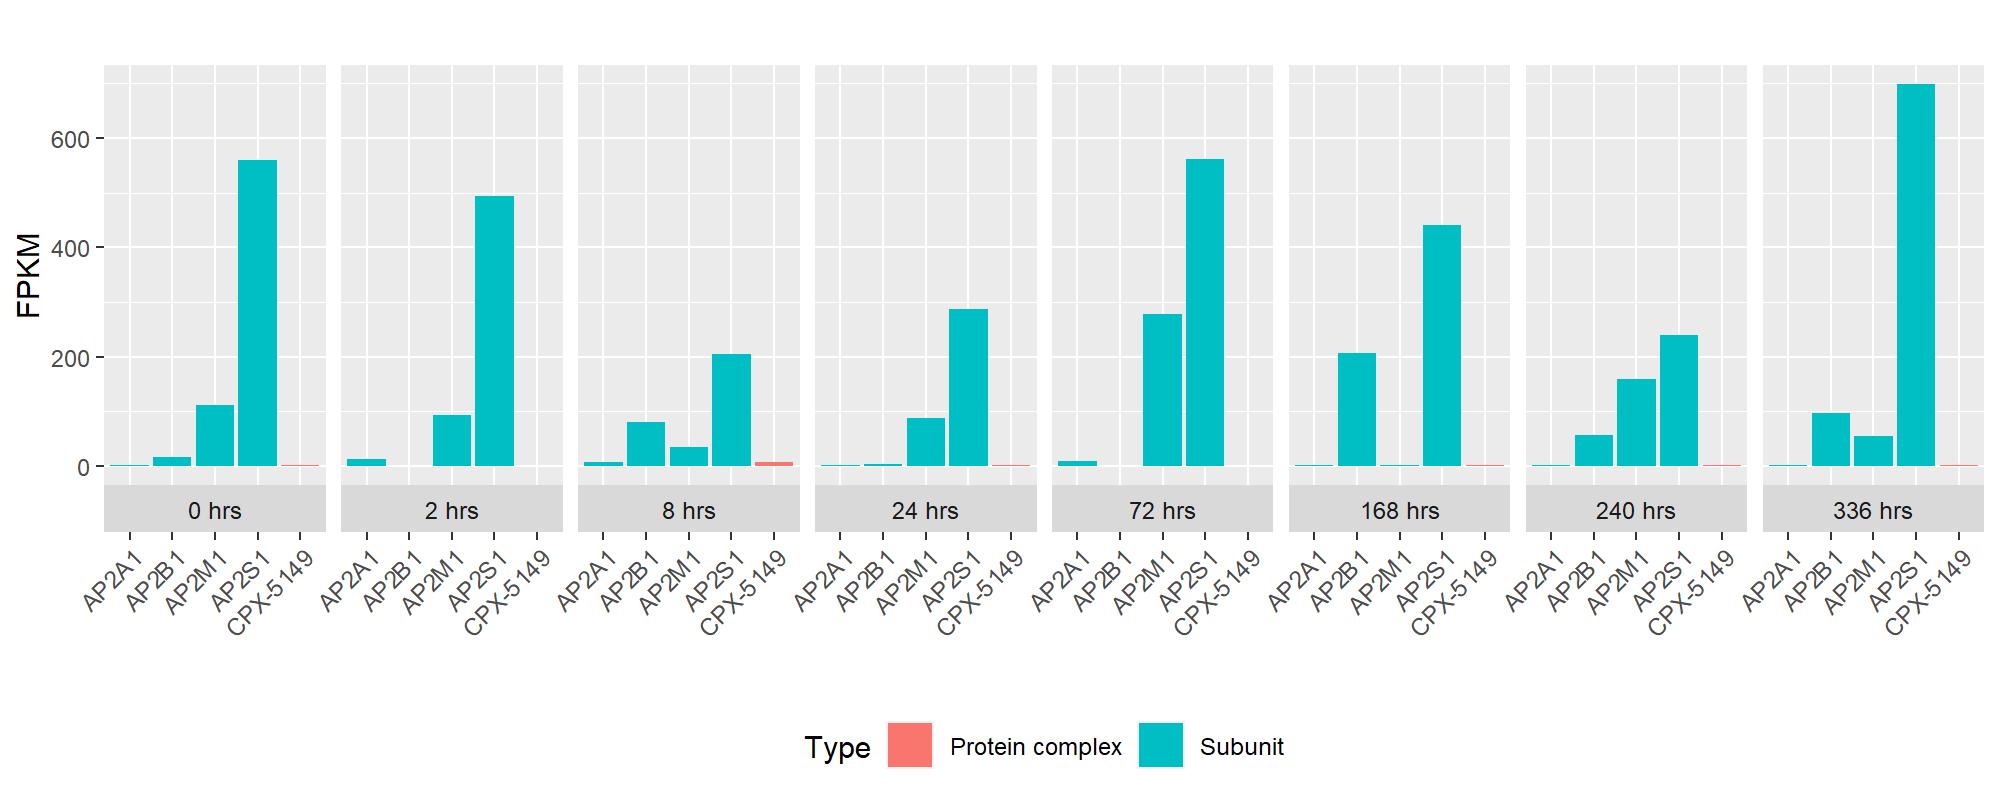 FPKM
600
400
200
0
0 hrs
2 hrs
8 hrs
24 hrs
72 hrs
168 hrs
240 hrs
336 hrs
AP2A1
AP2B1
AP2M1
AP2S1
CPX-5149
AP2A1
AP2B1
AP2M1
AP2S1
CPX-5149
AP2A1
AP2B1
AP2M1
AP2S1
CPX-5149
AP2A1
AP2B1
AP2M1
AP2S1
CPX-5149
AP2A1
AP2B1
AP2M1
AP2S1
CPX-5149
AP2A1
AP2B1
AP2M1
AP2S1
CPX-5149
AP2A1
AP2B1
AP2M1
AP2S1
CPX-5149
AP2A1
AP2B1
AP2M1
AP2S1
CPX-5149
Type Protein complex Subunit